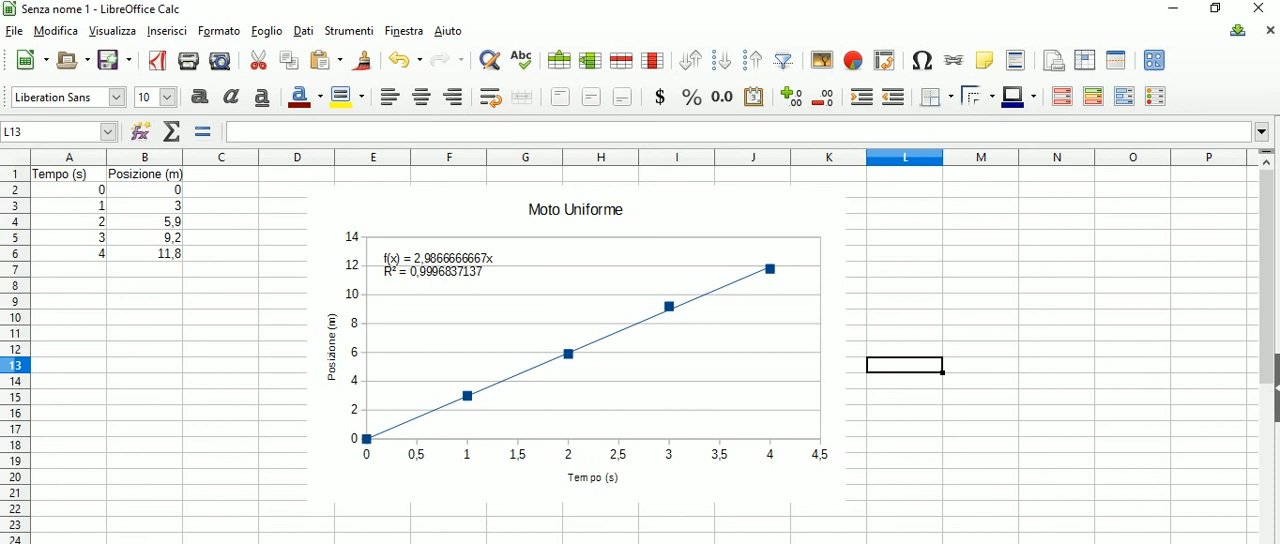 Senza nome 1 - LibreOffice Calc
File Modifica Visualizza Inserisci Formato Foglio Dati Strumenti Finestra Aiuto
Liberation Sans 10
L13
A B C D E F G H I J K L M N O P
1 Tempo (s) Posizione (m)
2 0 0
3 1 3
4 2 5,9
5 3 9,2
6 4 11,8
7
8
9
10
11
12
13
14
15
16
17
18
19
20
21
22
23
24
Moto Uniforme
f(x) = 2,9866666667x
R² = 0,9996837137
14
12
10
8
6
4
2
0
Posizione (m)
0 0,5 1 1,5 2 2,5 3 3,5 4 4,5
Tempo (s)